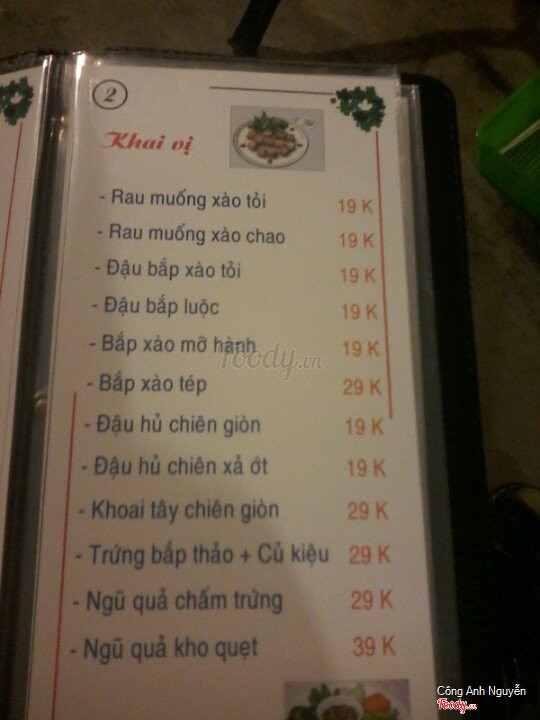 2
Khai vị
- Rau muống xào tỏi 19 K
- Rau muống xào chao 19 K
- Đậu bắp xào tỏi 19 K
- Đậu bắp luộc 19 K
- Bắp xào mỡ hành 19 K
Foody.vn
- Bắp xào tép 29 K
- Đậu hủ chiên giòn 19 K
- Đậu hủ chiên xả ớt 19 K
- Khoai tây chiên giòn 29 K
- Trứng bắp thảo + Củ kiệu 29 K
- Ngũ quả chấm trứng 29 K
- Ngũ quả kho quẹt 39 K
Công Anh Nguyễn
Foody.vn